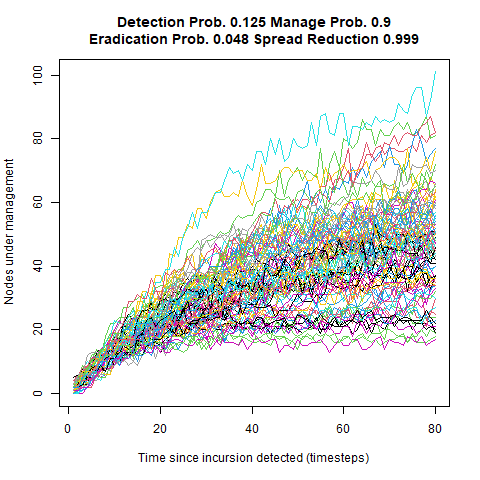 Detection Prob. 0.125 Manage Prob. 0.9
Eradication Prob. 0.048 Spread Reduction 0.999
Nodes under management
100
80
60
40
20
0
0 20 40 60 80
Time since incursion detected (timesteps)